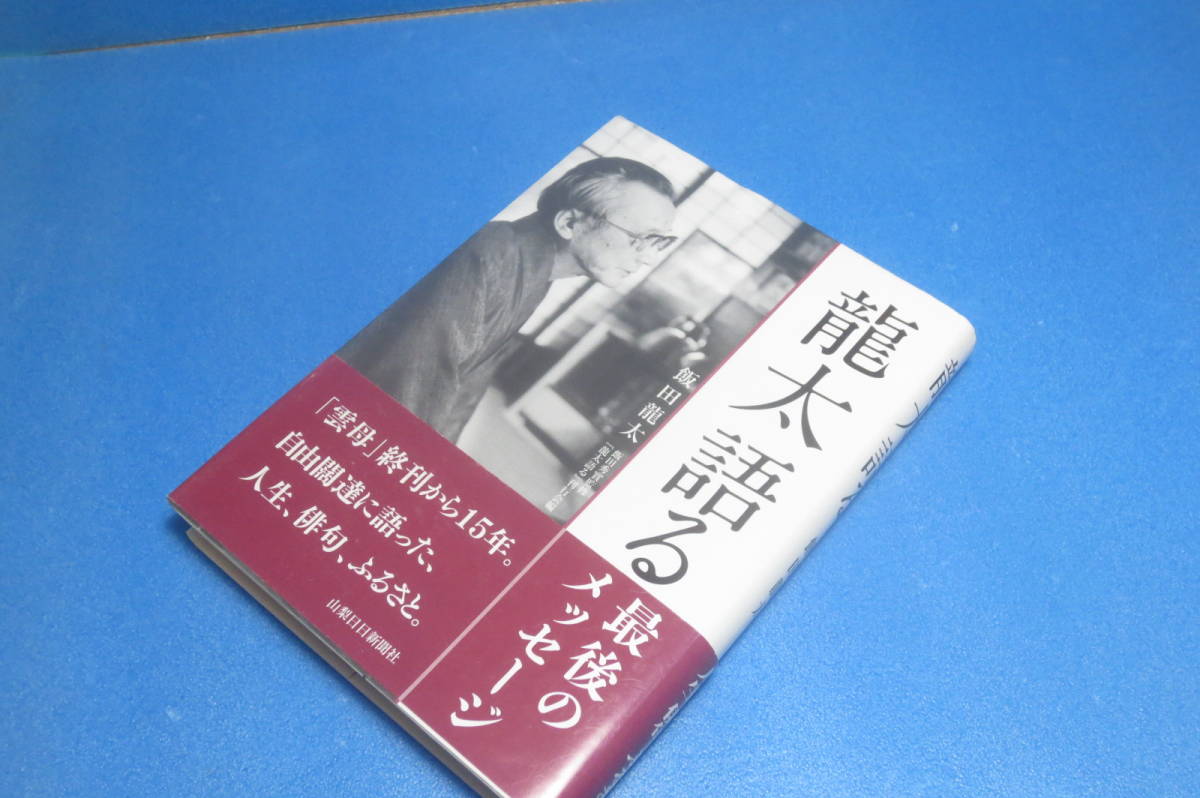 龍太語る
飯田龍太
最後の
メッセージ
「雲母」終刊から15年。
自由闊達に語った、
人生、俳句、ふるさと。
山梨日日新聞社